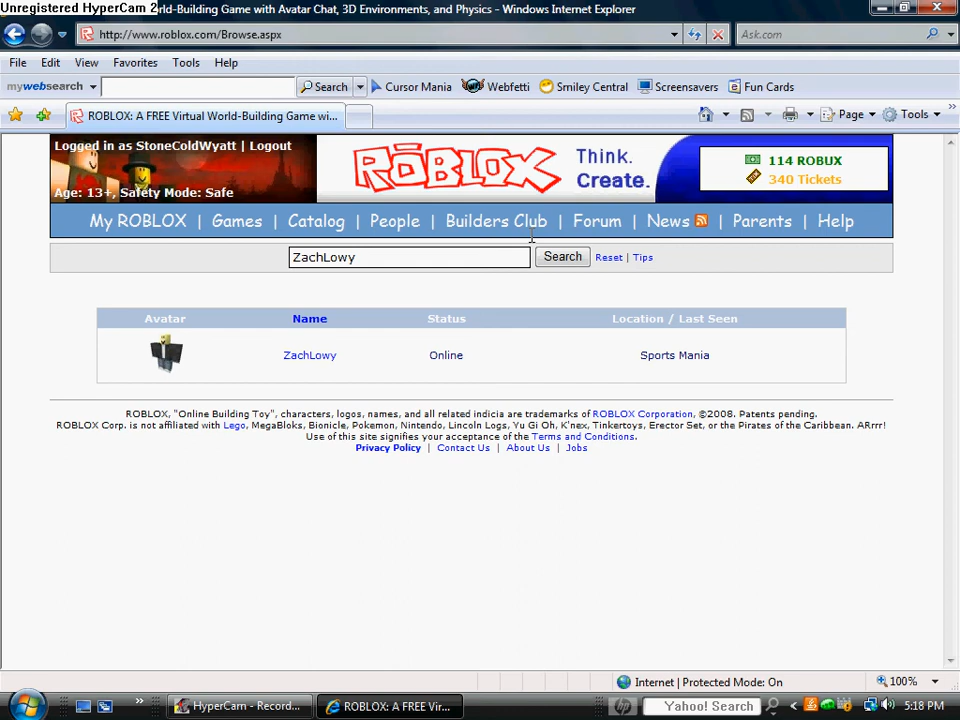 Unregistered HyperCam 2
rld-Building Game with Avatar Chat, 3D Environments, and Physics - Windows Internet Explorer
http://www.roblox.com/Browse.aspx
Ask.com
File Edit View Favorites Tools Help
mywebsearch Search Cursor Mania Webfetti Smiley Central Screensavers Fun Cards
ROBLOX: A FREE Virtual World-Building Game wi... Page Tools
Logged in as StoneColdWyatt | Logout
Age: 13+, Safety Mode: Safe
RŌBLOX
Think.
Create.
114 ROBUX
340 Tickets
My ROBLOX | Games | Catalog | People | Builders Club | Forum | News | Parents | Help
ZachLowy Search Reset | Tips
Avatar Name Status Location / Last Seen
ZachLowy Online Sports Mania
ROBLOX, "Online Building Toy", characters, logos, names, and all related indicia are trademarks of ROBLOX Corporation, ©2008. Patents pending.
ROBLOX Corp. is not affiliated with Lego, MegaBloks, Bionicle, Pokemon, Nintendo, Lincoln Logs, Yu Gi Oh, K'nex, Tinkertoys, Erector Set, or the Pirates of the Caribbean. ARrrr!
Use of this site signifies your acceptance of the Terms and Conditions.
Privacy Policy | Contact Us | About Us | Jobs
Internet | Protected Mode: On 100%
HyperCam - Record... ROBLOX: A FREE Vir... hp Yahoo! Search 5:18 PM